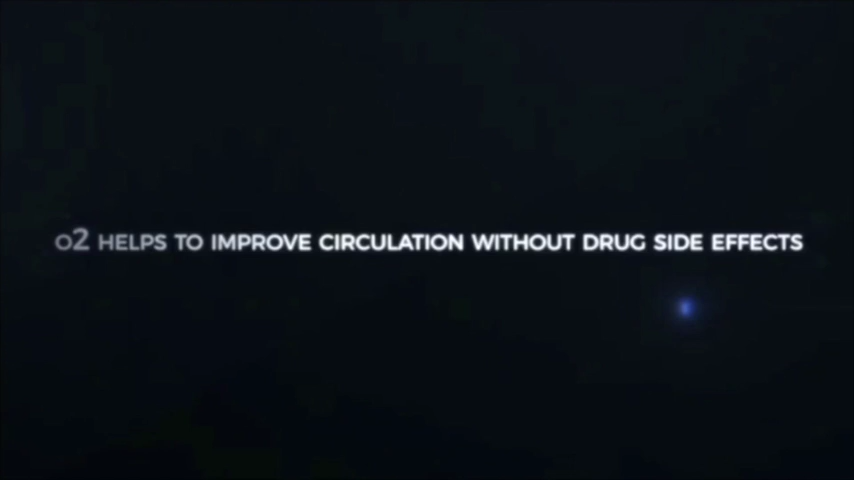 o2 HELPS TO IMPROVE CIRCULATION WITHOUT DRUG SIDE EFFECTS